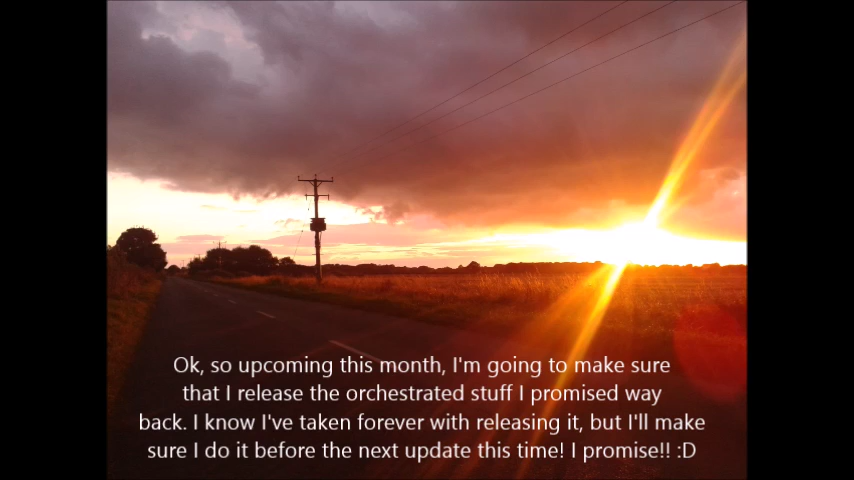 Ok, so upcoming this month, I'm going to make sure
that I release the orchestrated stuff I promised way
back. I know I've taken forever with releasing it, but I'll make
sure I do it before the next update this time! I promise!! :D